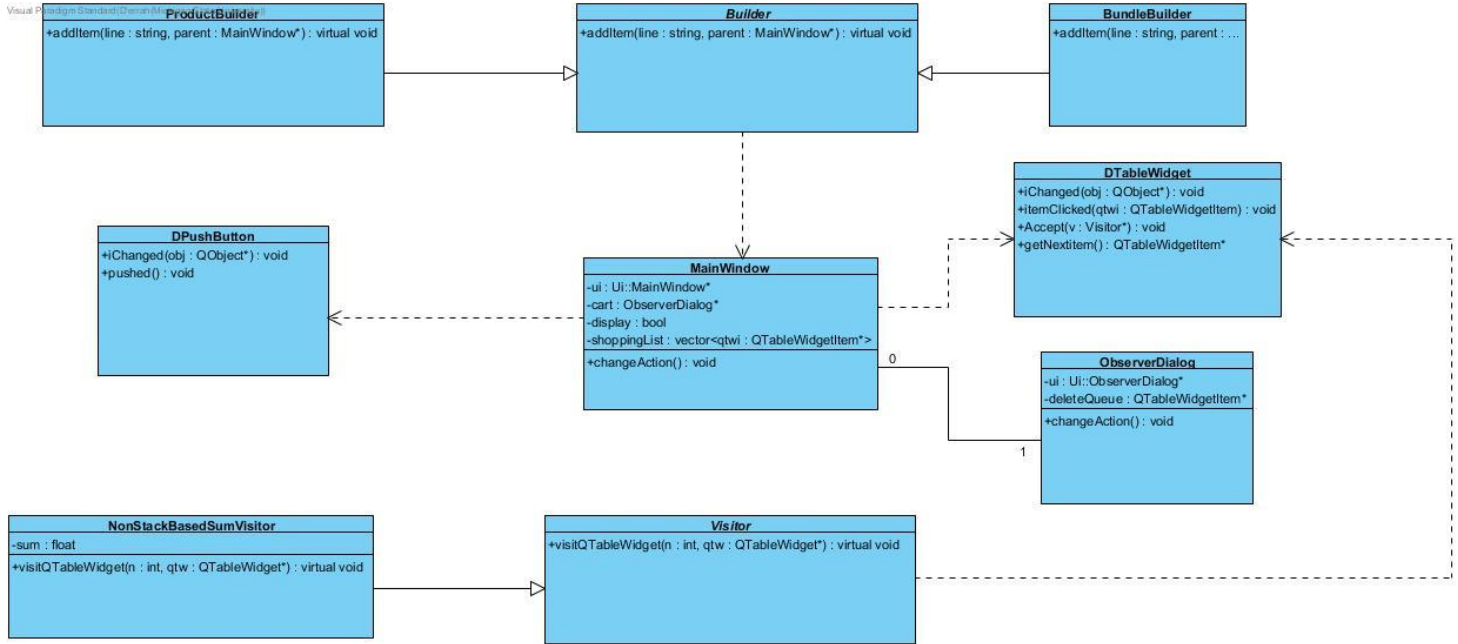 Visual Paradigm Standard
ProductBuilder
+addItem(line : string, parent : MainWindow*) : virtual void
Builder
+addItem(line : string, parent : MainWindow*) : virtual void
BundleBuilder
+addItem(line : string, parent : ...
DTableWidget
+iChanged(obj : QObject*) : void
+itemClicked(qtwi : QTableWidgetItem) : void
+Accept(v : Visitor*) : void
+getNextitem() : QTableWidgetItem*
DPushButton
+iChanged(obj : QObject*) : void
+pushed() : void
MainWindow
-ui : Ui::MainWindow*
-cart : ObserverDialog*
-display : bool
-shoppingList : vector<qtwi : QTableWidgetItem*>
+changeAction() : void
0
ObserverDialog
-ui : Ui::ObserverDialog*
-deleteQueue : QTableWidgetItem*
+changeAction() : void
1
NonStackBasedSumVisitor
-sum : float
+visitQTableWidget(n : int, qtw : QTableWidget*) : virtual void
Visitor
+visitQTableWidget(n : int, qtw : QTableWidget*) : virtual void